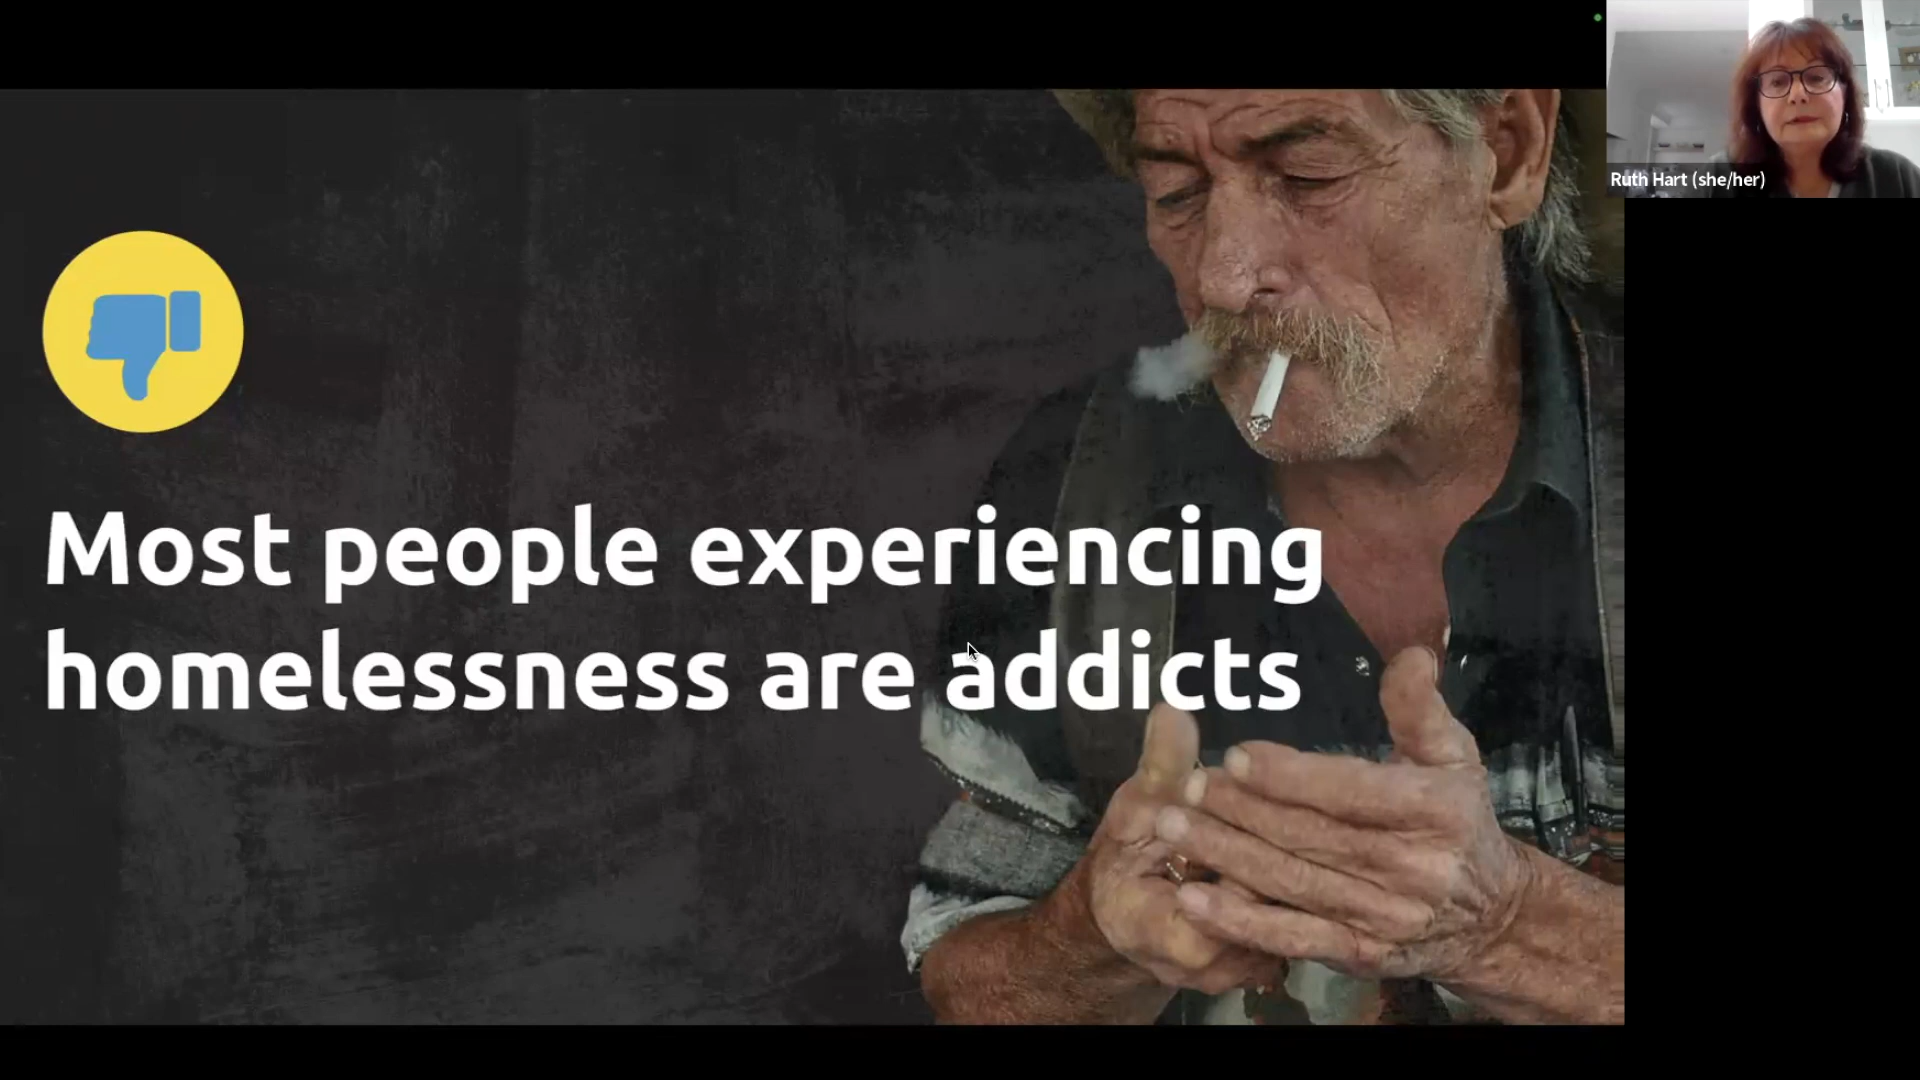 Ruth Hart (she/her)
Most people experiencing
homelessness are addicts